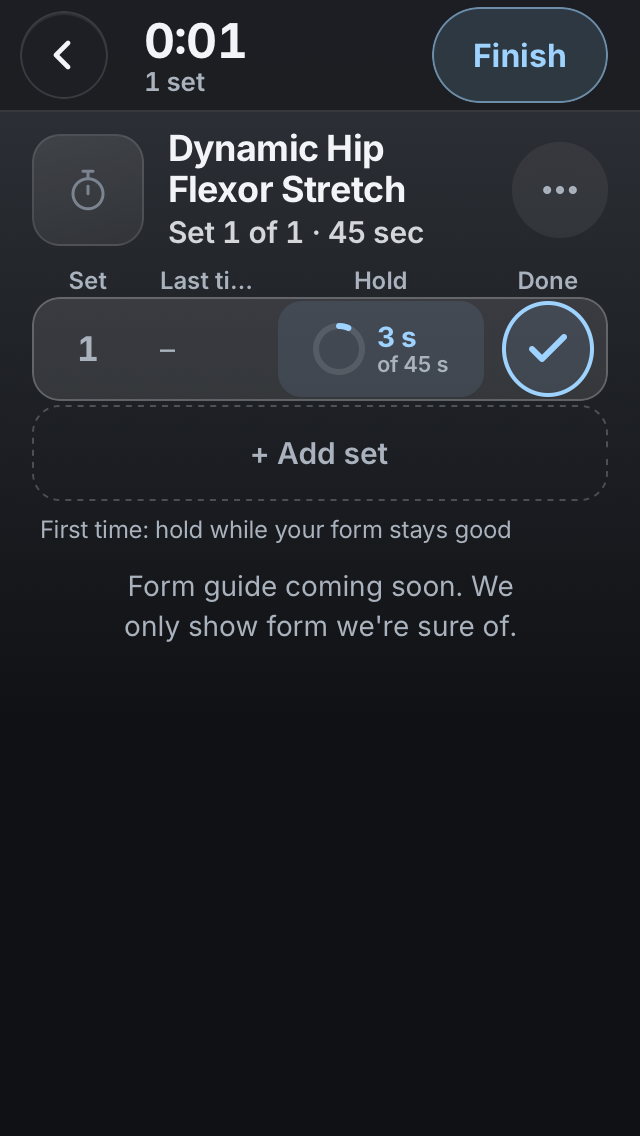 0:01
1 set
Finish
Dynamic Hip
Flexor Stretch
Set 1 of 1 · 45 sec
Set Last ti... Hold Done
1 – 3 s
of 45 s
+ Add set
First time: hold while your form stays good
Form guide coming soon. We
only show form we're sure of.